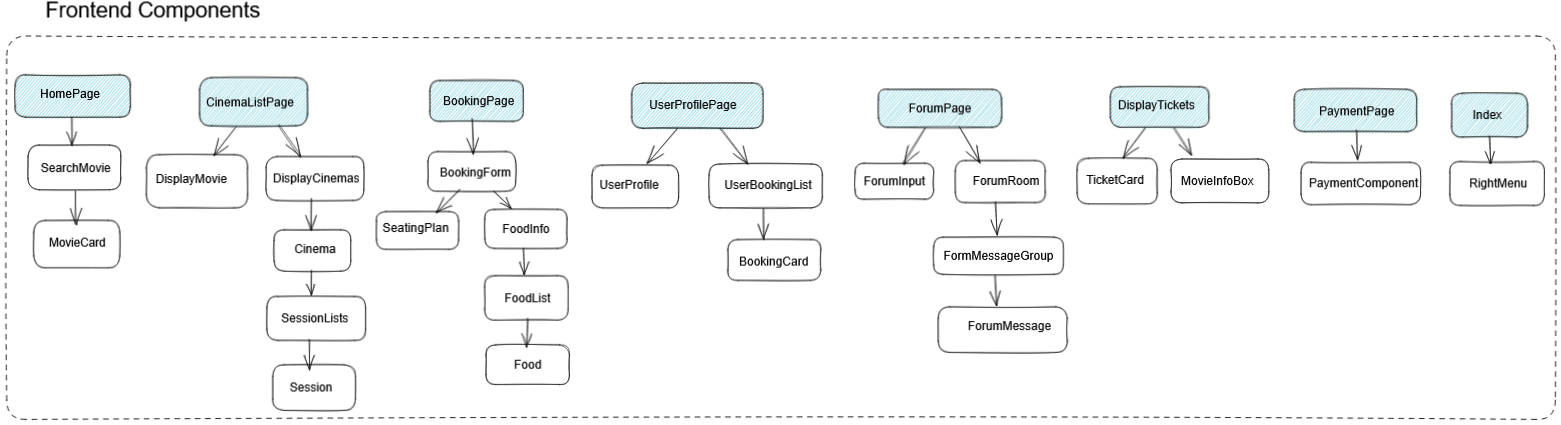 Frontend Components
HomePage
SearchMovie
MovieCard
CinemaListPage
DisplayMovie
DisplayCinemas
Cinema
SessionLists
Session
BookingPage
BookingForm
SeatingPlan
FoodInfo
FoodList
Food
UserProfilePage
UserProfile
UserBookingList
BookingCard
ForumPage
ForumInput
ForumRoom
FormMessageGroup
ForumMessage
DisplayTickets
TicketCard
MovieInfoBox
PaymentPage
PaymentComponent
Index
RightMenu